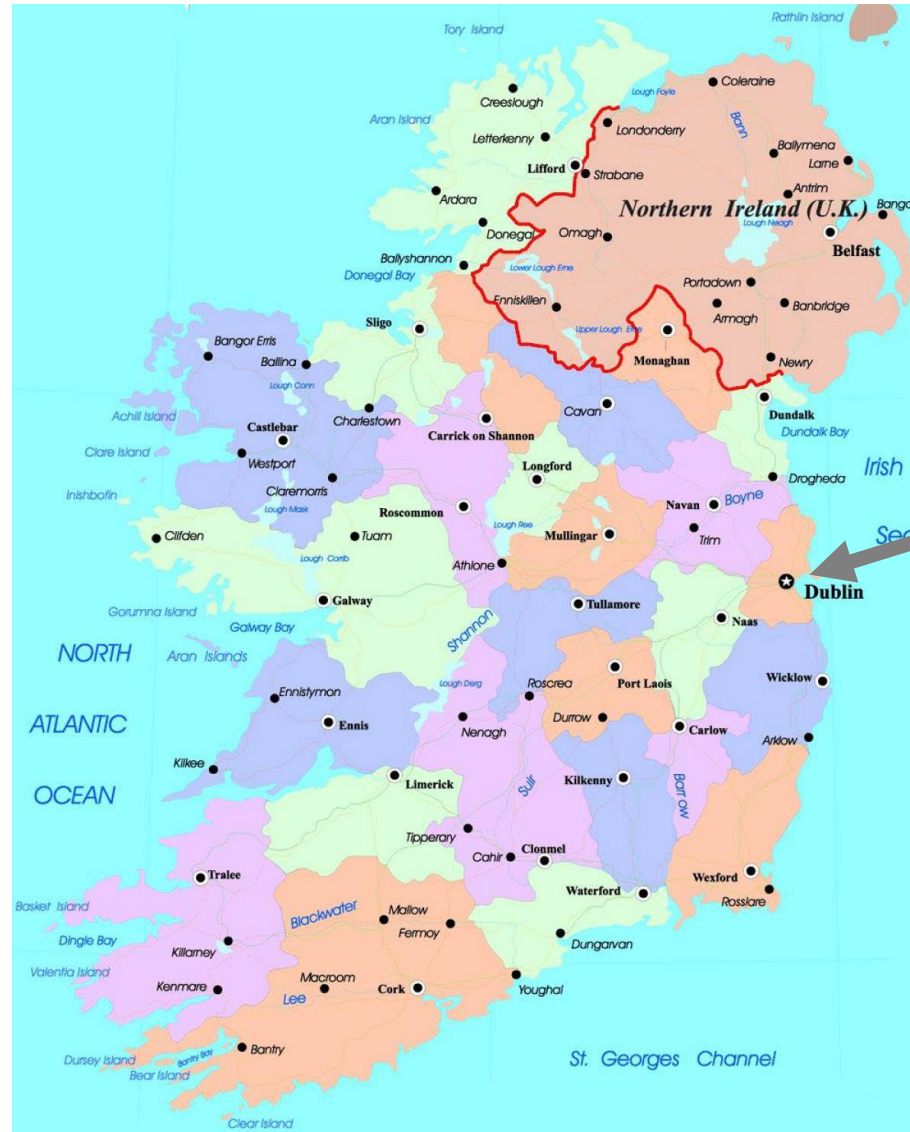 Rathlin Island
Tory Island
Coleraine
Creeslough
Lough Foyle
Aran Island
Londonderry
Bann
Letterkenny
Ballymena
Larne
Lifford
Strabane
Antrim
Ardara
Northern Ireland (U.K.)
Donegal
Omagh
Lough Neagh
Belfast
Ballyshannon
Lower Lough Erne
Donegal Bay
Portadown
Enniskillen
Armagh
Banbridge
Sligo
Upper Lough Erne
Bangor Erris
Monaghan
Newry
Ballina
Lough Conn
Dundalk
Achill Island
Charlestown
Cavan
Castlebar
Carrick on Shannon
Dundalk Bay
Clare Island
Westport
Longford
Irish
Claremorris
Drogheda
Inishbofin
Navan
Boyne
Lough Mask
Roscommon
Clifden
Tuam
Lough Ree
Mullingar
Trim
Sea
Lough Corrib
Athlone
Dublin
Galway
Tullamore
Gorumna Island
Naas
Galway Bay
Shannon
NORTH
Aran Islands
Lough Derg
Port Laois
Wicklow
Ennistymon
Roscrea
ATLANTIC
Ennis
Nenagh
Durrow
Carlow
Arklow
Kilkee
Limerick
Suir
Kilkenny
Barrow
OCEAN
Tipperary
Cahir
Clonmel
Tralee
Waterford
Wexford
Basket Island
Rosslare
Blackwater
Mallow
Dingle Bay
Fermoy
Killarney
Dungarvan
Valentia Island
Macroom
Kenmare
Lee
Cork
Youghal
Bantry
Dursey Island
Bantry Bay
St. Georges Channel
Bear Island
Clear Island